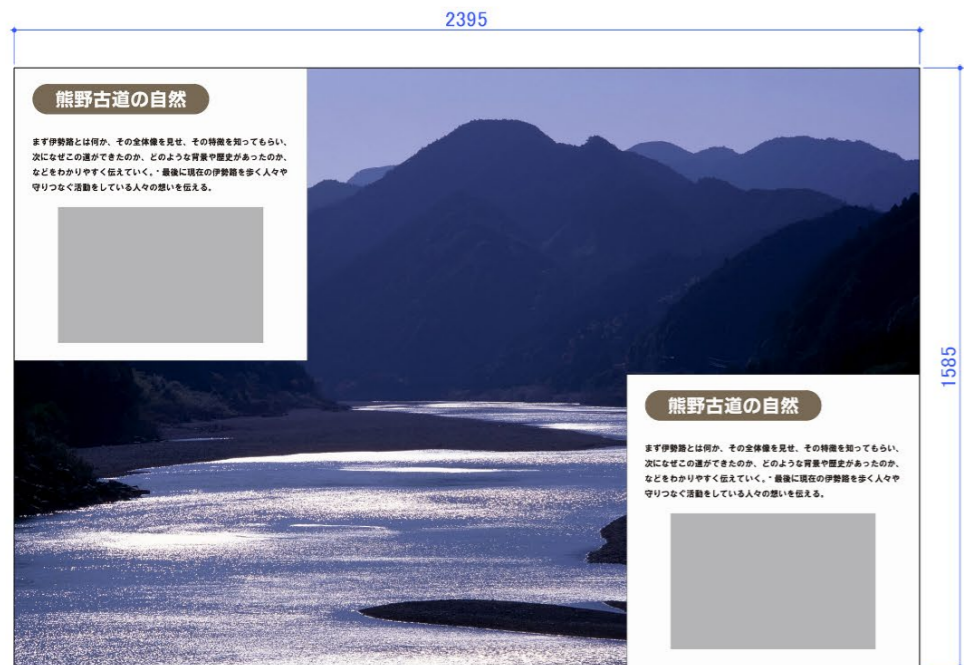 2395
熊野古道の自然
まず伊勢路とは何か、その全体像を見せ、その特徴を知ってもらい、
次になぜこの道ができたのか、どのような背景や歴史があったのか、
などをわかりやすく伝えていく。・最後に現在の伊勢路を歩く人々や
守りつなぐ活動をしている人々の想いを伝える。
1585
熊野古道の自然
まず伊勢路とは何か、その全体像を見せ、その特徴を知ってもらい、
次になぜこの道ができたのか、どのような背景や歴史があったのか、
などをわかりやすく伝えていく。・最後に現在の伊勢路を歩く人々や
守りつなぐ活動をしている人々の想いを伝える。